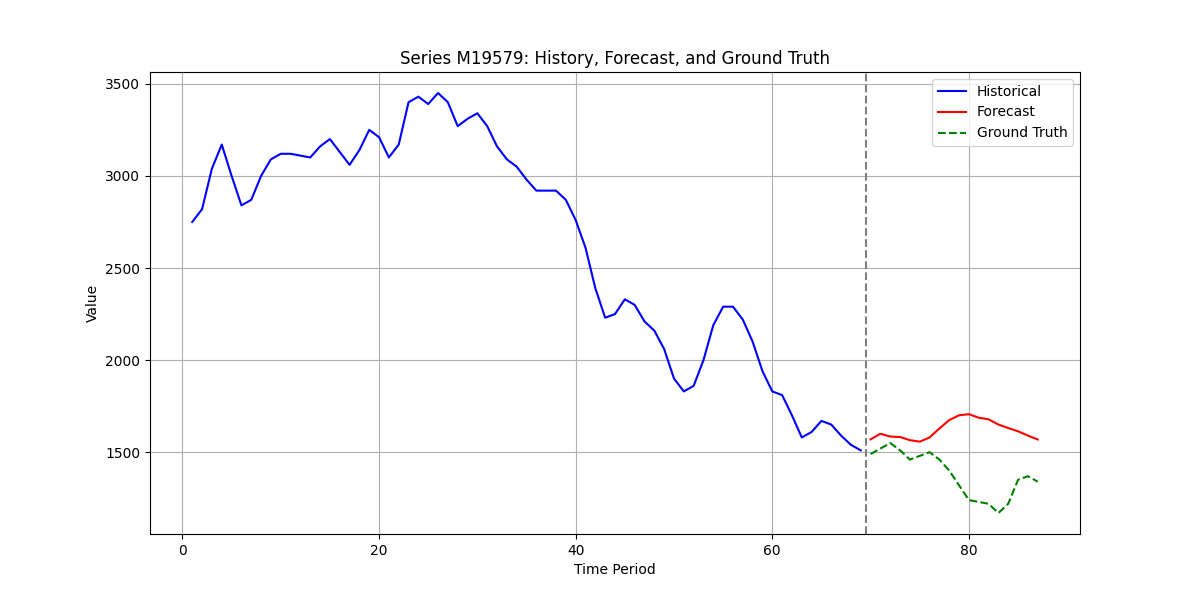 Series M19579: History, Forecast, and Ground Truth
Historical
Forecast
Ground Truth
3500
3000
2500
2000
1500
Value
0 20 40 60 80
Time Period